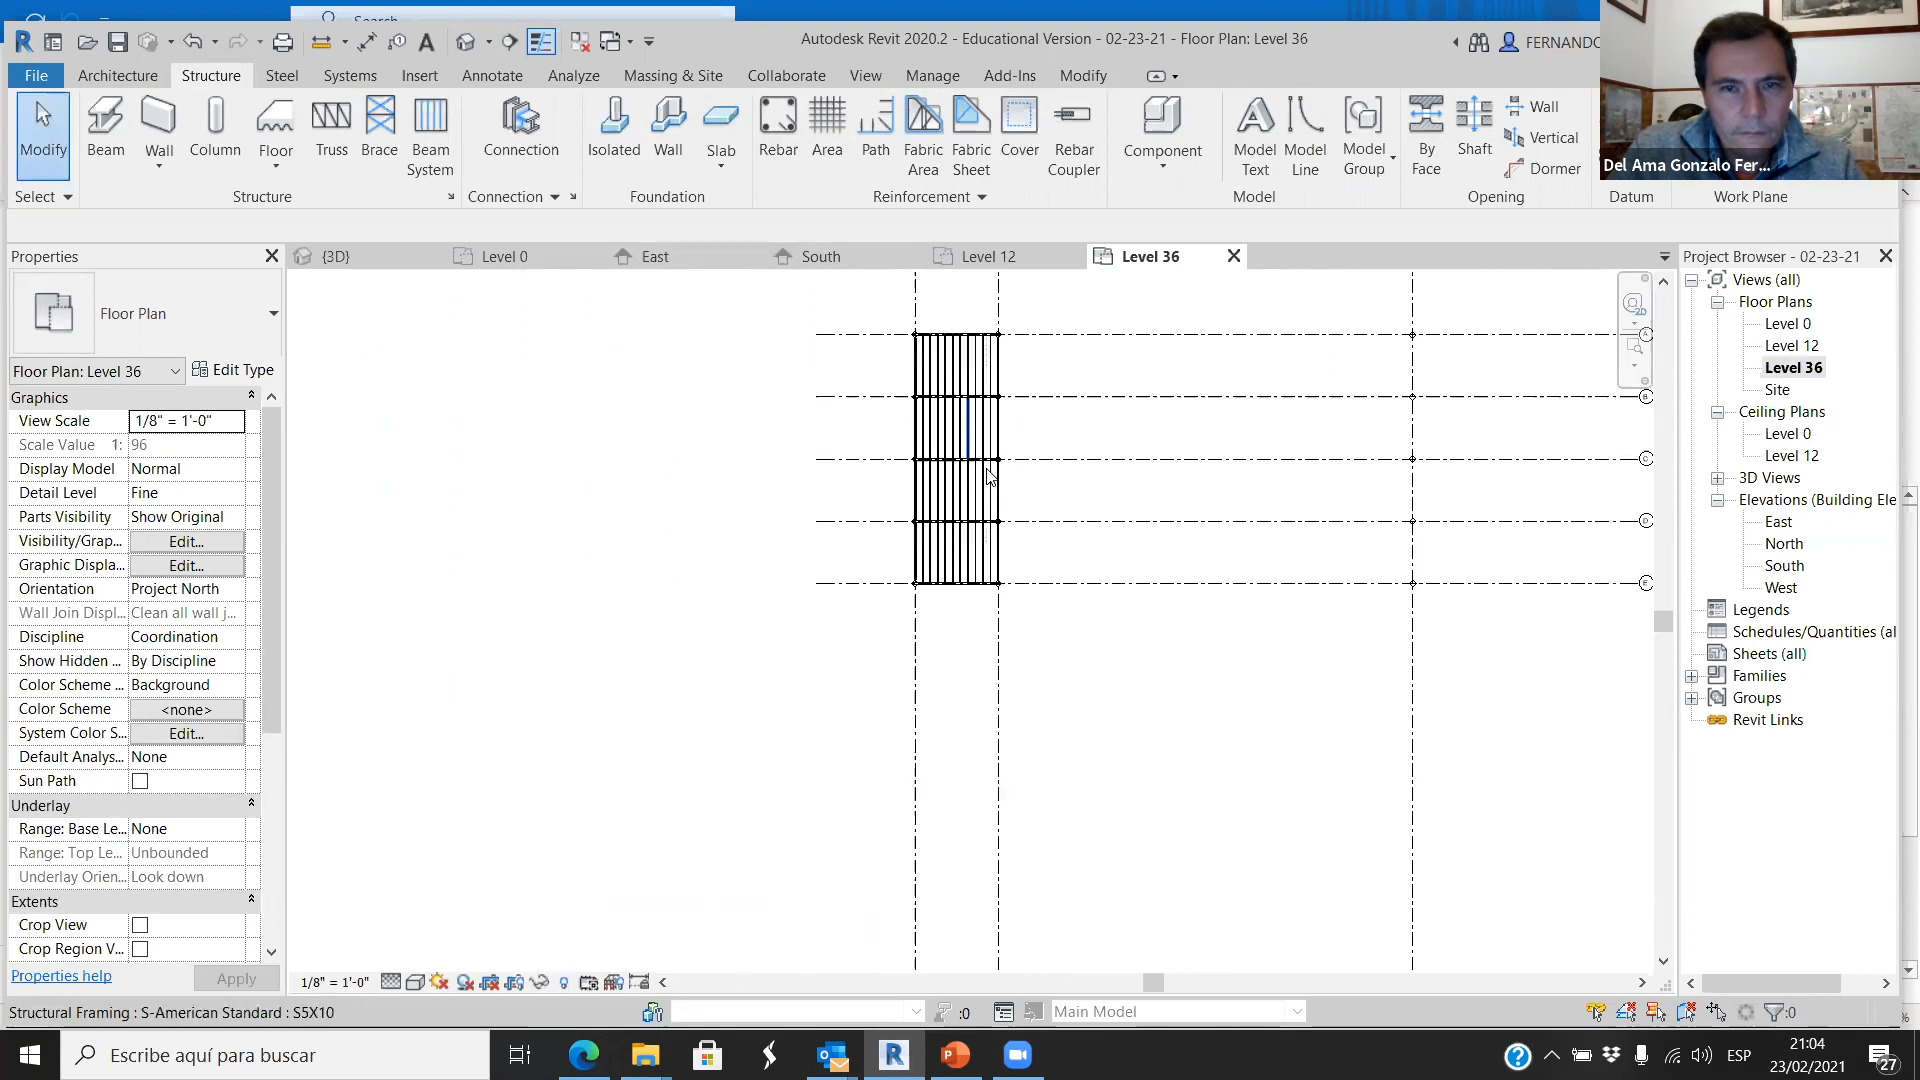 Search
Autodesk Revit 2020.2 - Educational Version - 02-23-21 - Floor Plan: Level 36
FERNANDO
File Architecture Structure Steel Systems Insert Annotate Analyze Massing & Site Collaborate View Manage Add-Ins Modify
Modify Beam Wall Column Floor Truss Brace Beam System Connection Isolated Wall Slab Rebar Area Path Fabric Area Fabric Sheet Cover Rebar Coupler Component Model Text Model Line Model Group By Face Shaft Wall Vertical Dormer
Del Ama Gonzalo Fer...
Select Structure Connection Foundation Reinforcement Model Opening Datum Work Plane
Properties
{3D} Level 0 East South Level 12 Level 36
Project Browser - 02-23-21
Floor Plan
Floor Plan: Level 36 Edit Type
Graphics
View Scale 1/8" = 1'-0"
Scale Value 1: 96
Display Model Normal
Detail Level Fine
Parts Visibility Show Original
Visibility/Grap... Edit...
Graphic Displa... Edit...
Orientation Project North
Wall Join Displ... Clean all wall j...
Discipline Coordination
Show Hidden ... By Discipline
Color Scheme ... Background
Color Scheme <none>
System Color S... Edit...
Default Analys... None
Sun Path
Underlay
Range: Base Le... None
Range: Top Le... Unbounded
Underlay Orien... Look down
Extents
Crop View
Crop Region V...
Properties help Apply
A
B
C
D
E
2D
Views (all)
Floor Plans
Level 0
Level 12
Level 36
Site
Ceiling Plans
Level 0
Level 12
3D Views
Elevations (Building Ele
East
North
South
West
Legends
Schedules/Quantities (al
Sheets (all)
Families
Groups
Revit Links
1/8" = 1'-0"
Structural Framing : S-American Standard : S5X10
:0
Main Model
:0
%
Escribe aquí para buscar
ESP
21:04
23/02/2021
27